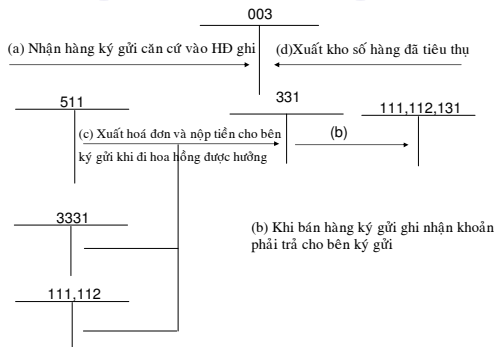 003
(a) Nhận hàng ký gửi căn cứ vào HĐ ghi
(d)Xuất kho số hàng đã tiêu thụ
511
331
111,112,131
(c) Xuất hoá đơn và nộp tiền cho bên
ký gửi khi đi hoa hồng được hưởng
(b)
3331
(b) Khi bán hàng ký gửi ghi nhận khoản
phải trả cho bên ký gửi
111,112